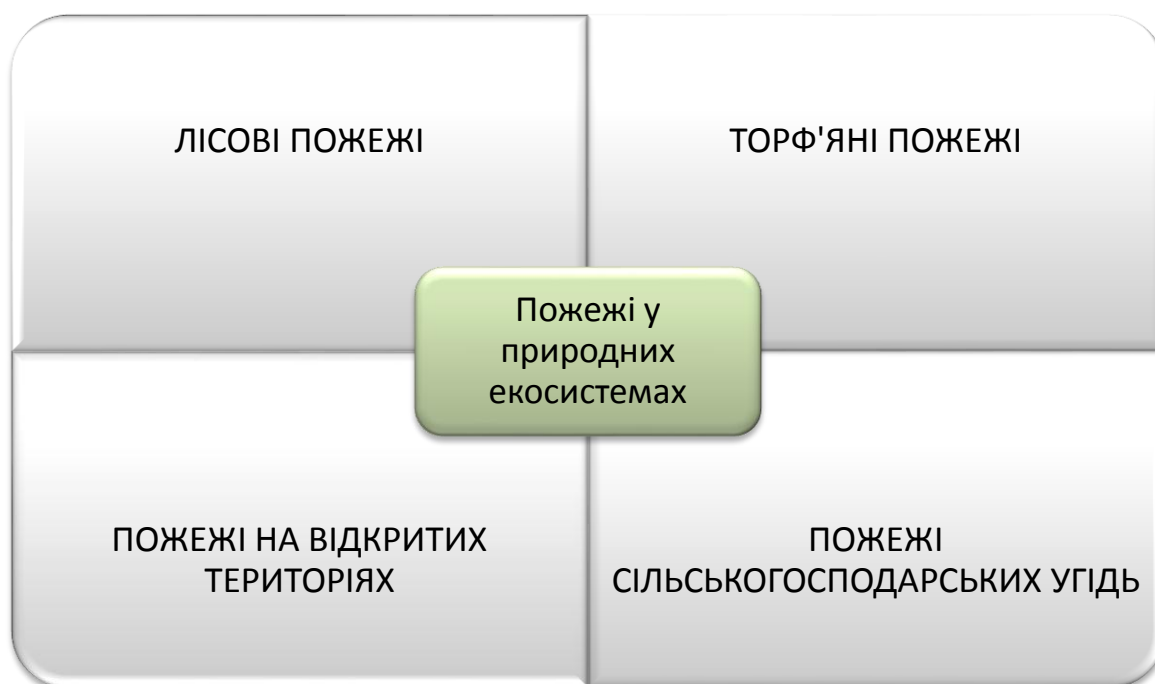 ЛІСОВІ ПОЖЕЖІ
ТОРФ'ЯНІ ПОЖЕЖІ
Пожежі у
природних
екосистемах
ПОЖЕЖІ НА ВІДКРИТИХ
ТЕРИТОРІЯХ
ПОЖЕЖІ
СІЛЬСЬКОГОСПОДАРСЬКИХ УГІДЬ